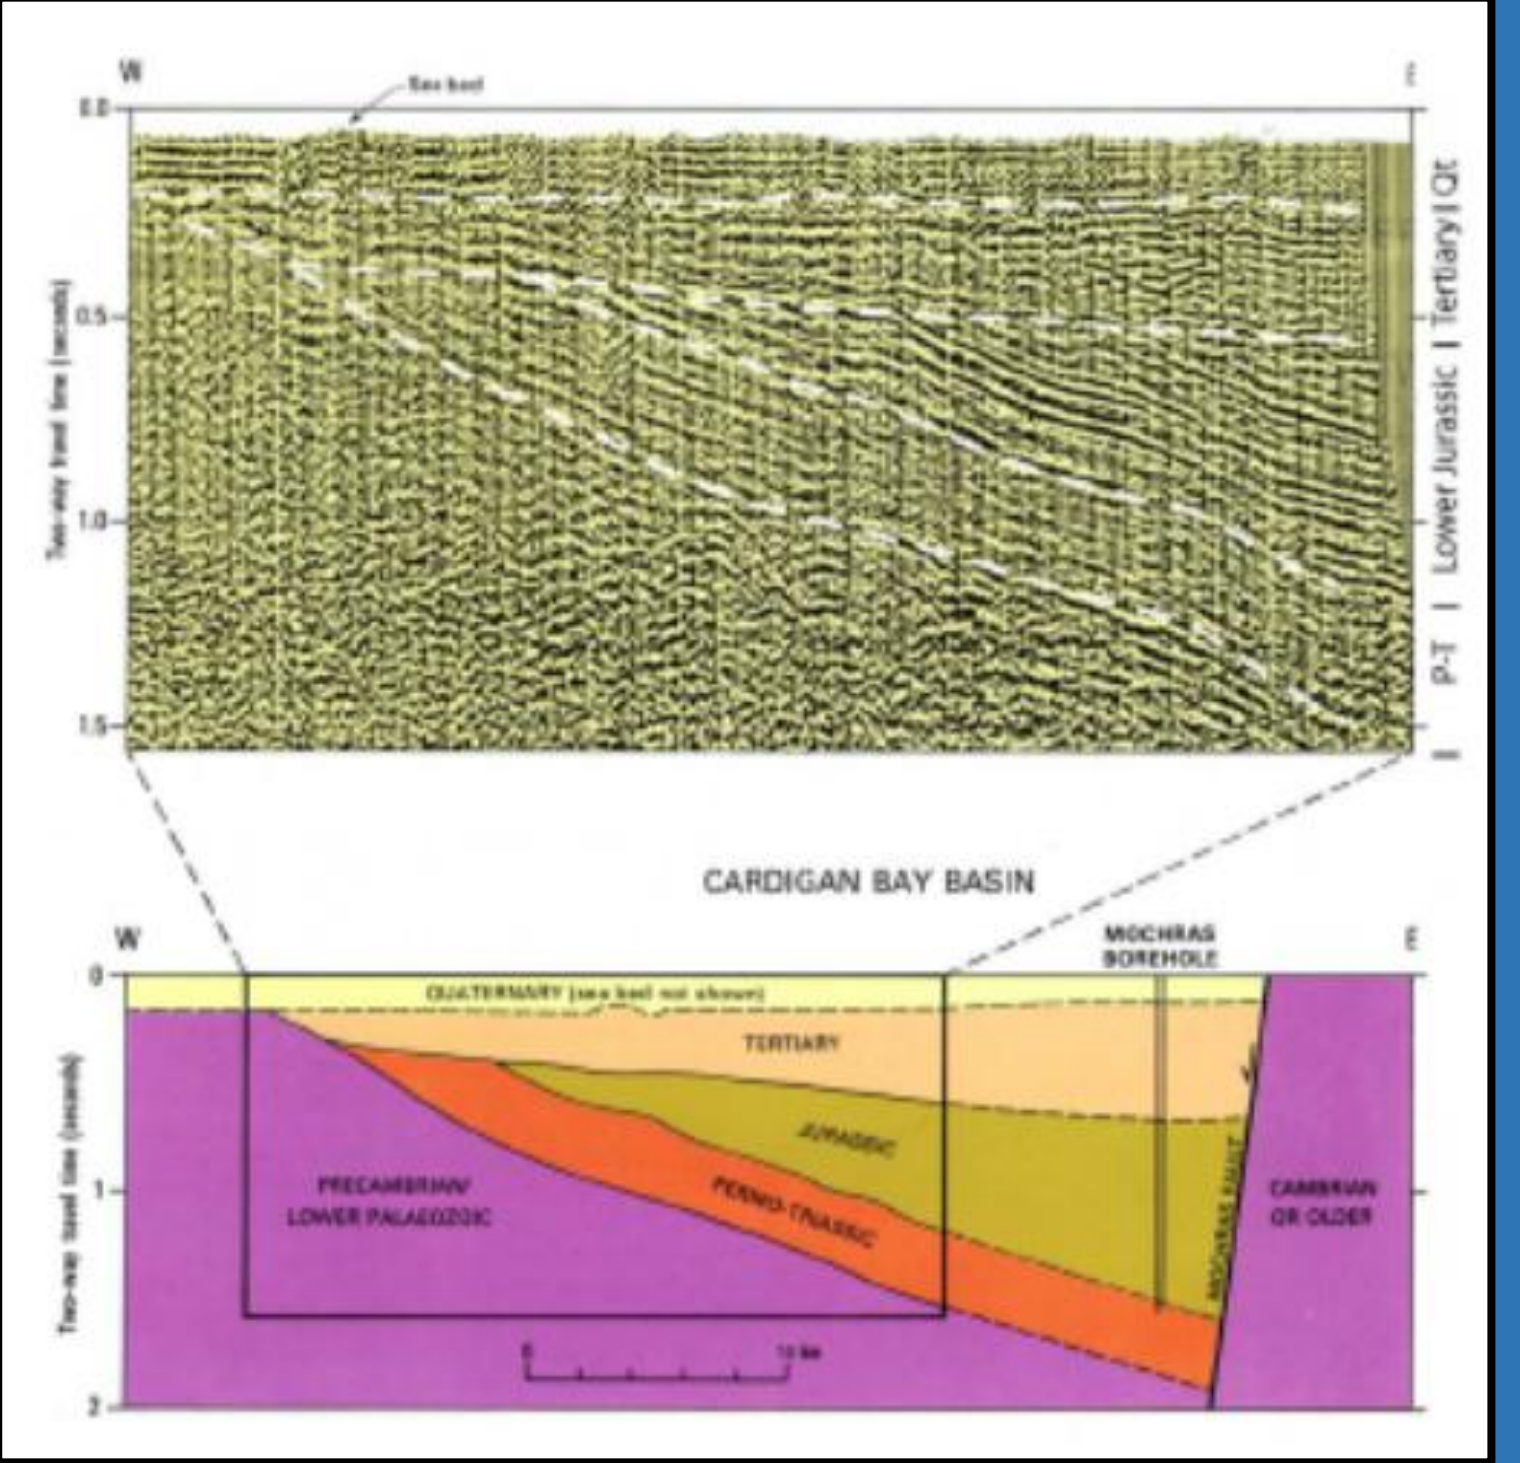 W
Sea bed
0.0
0.5
1.0
1.5
Two-way travel time (seconds)
Qt
Tertiary
Lower Jurassic
P-T
CARDIGAN BAY BASIN
W
MOCHRAS
BOREHOLE
E
0
QUATERNARY (sea bed not shown)
TERTIARY
JURASSIC
PERMO-TRIASSIC
PRECAMBRIAN/
LOWER PALAEOZOIC
MOCHRAS FAULT
CAMBRIAN
OR OLDER
1
2
Two-way travel time (seconds)
0
10 km